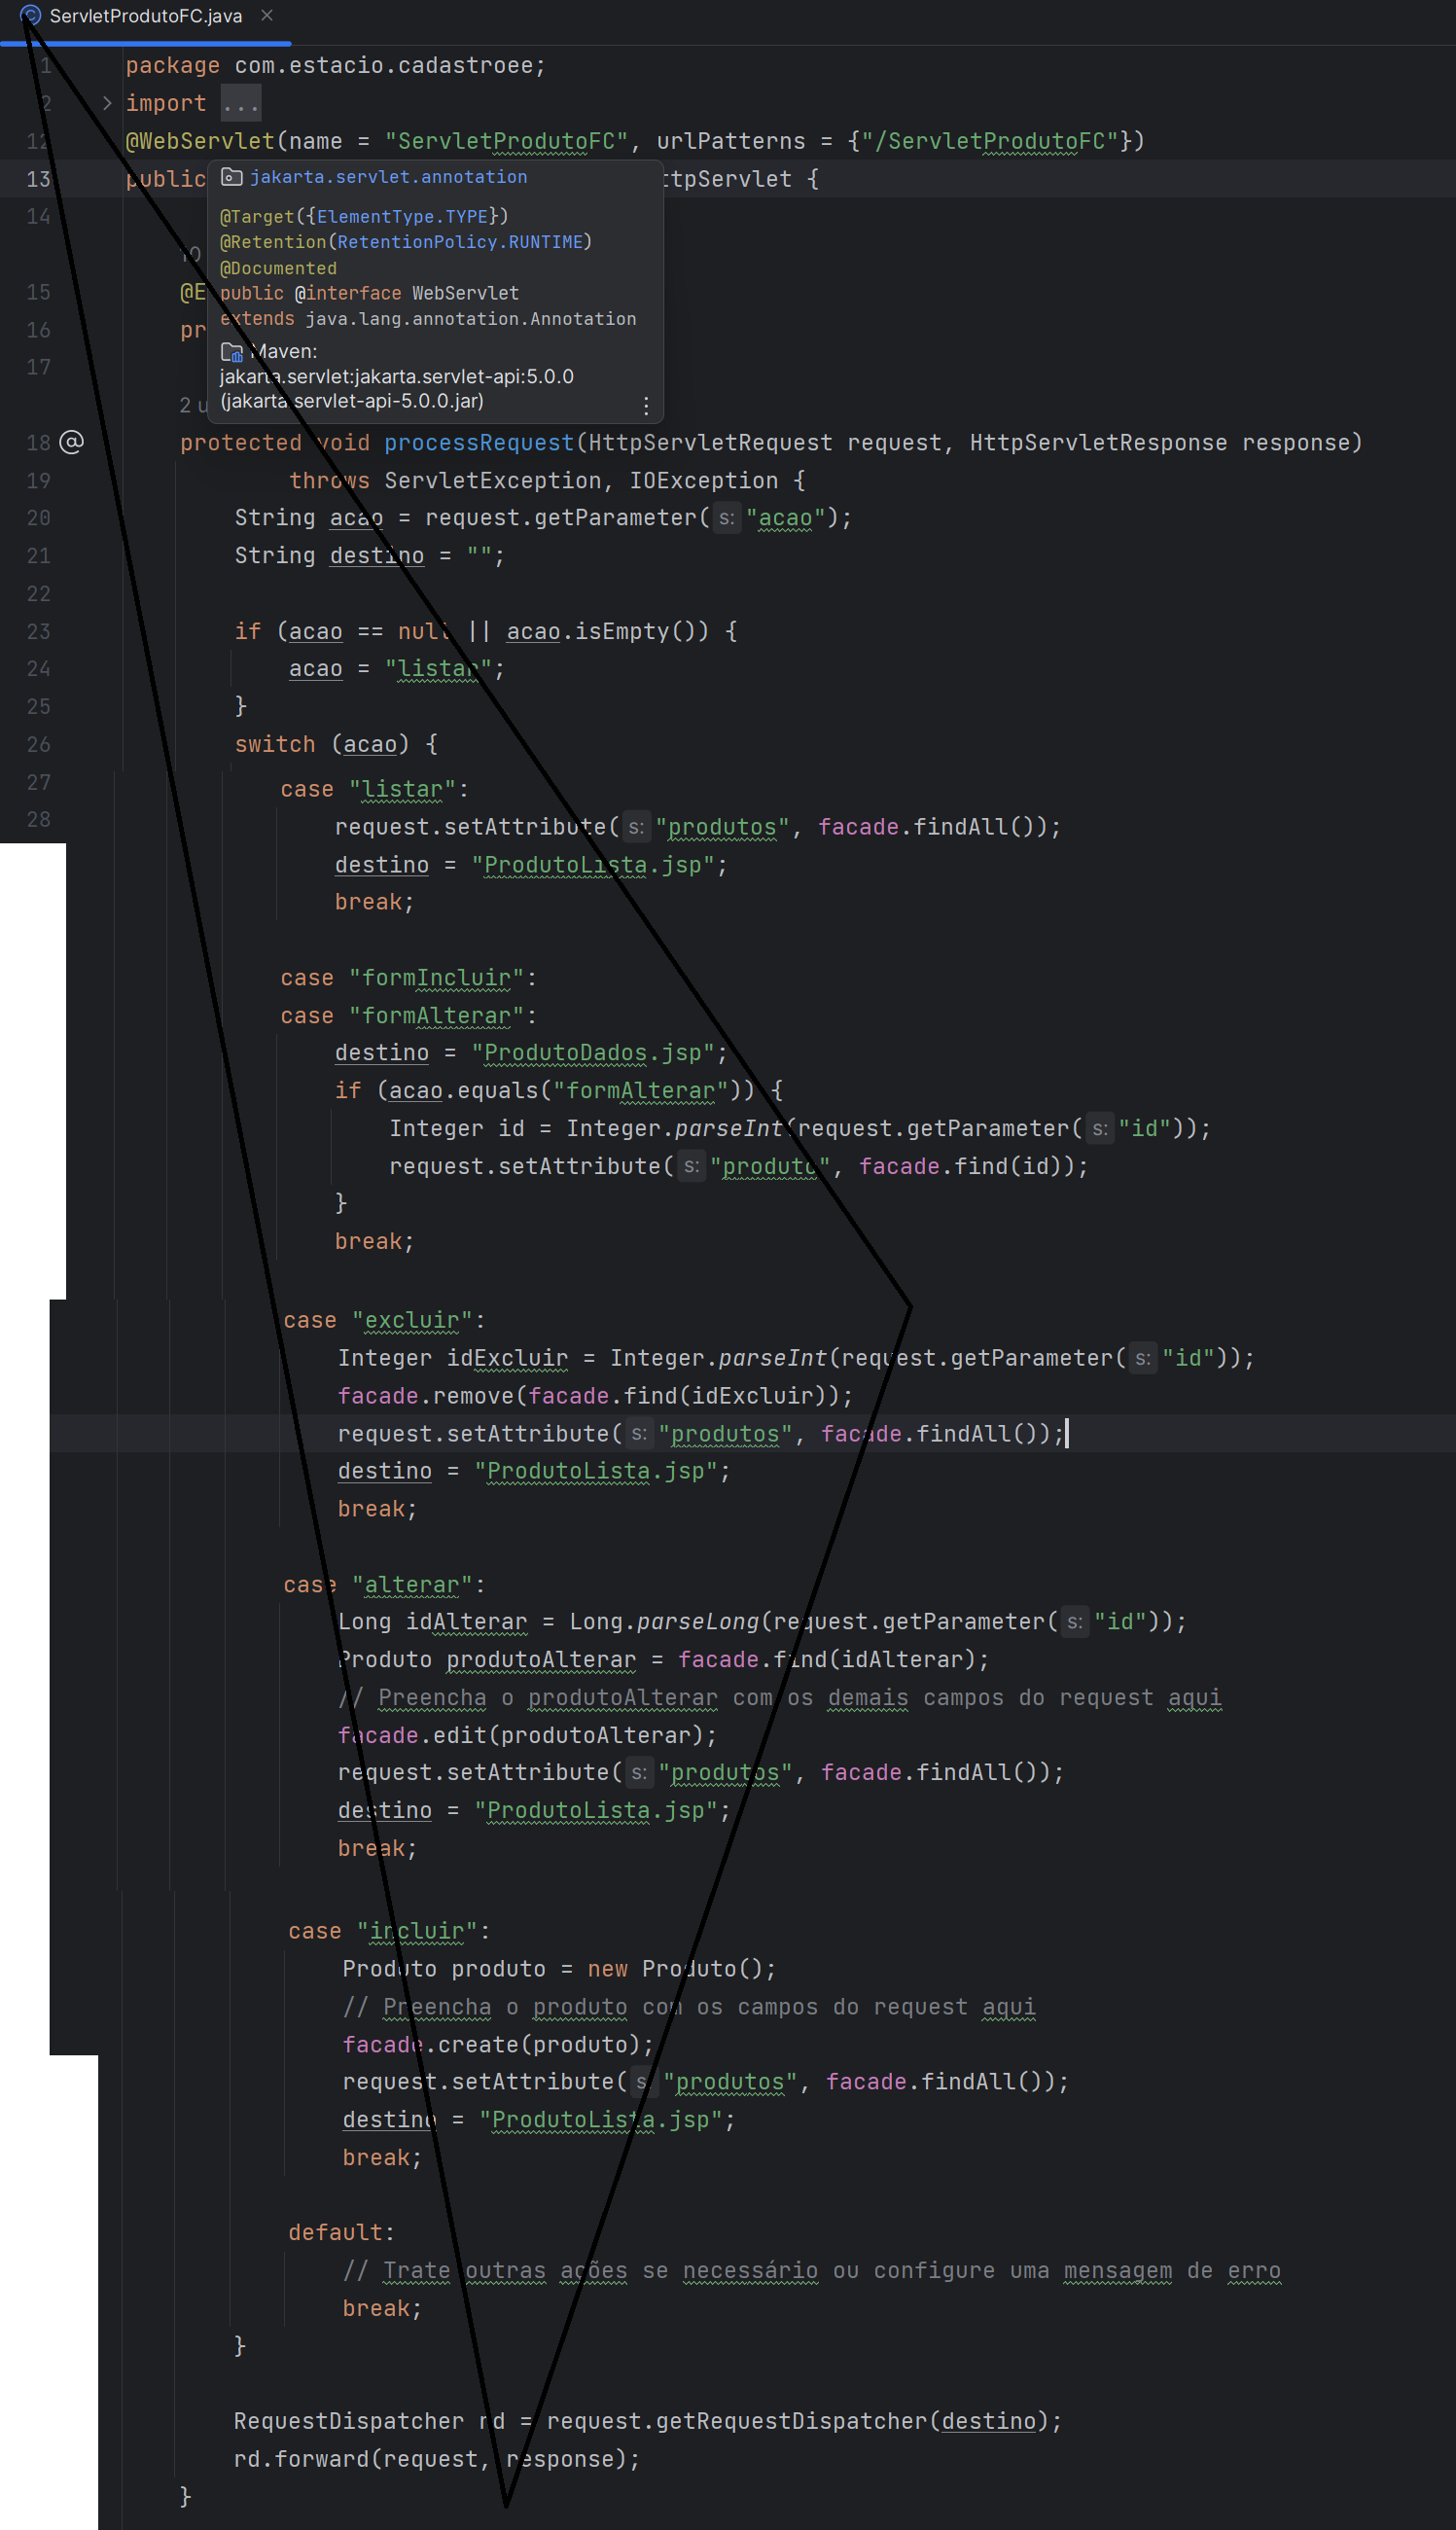 ServletProdutoFC.java
1 package com.estacio.cadastroee;
2 import ...
12 @WebServlet(name = "ServletProdutoFC", urlPatterns = {"/ServletProdutoFC"})
13 public ttpServlet {
jakarta.servlet.annotation
14
@Target({ElementType.TYPE})
@Retention(RetentionPolicy.RUNTIME)
10
@Documented
15 @E
public @interface WebServlet
16 pr
extends java.lang.annotation.Annotation
Maven:
17
jakarta.servlet:jakarta.servlet-api:5.0.0
(jakarta.servlet-api-5.0.0.jar)
2 u
18 protected void processRequest(HttpServletRequest request, HttpServletResponse response)
19 throws ServletException, IOException {
20 String acao = request.getParameter( s: "acao");
21 String destino = "";
22
23 if (acao == null || acao.isEmpty()) {
24 acao = "listar";
25 }
26 switch (acao) {
27 case "listar":
28 request.setAttribute( s: "produtos", facade.findAll());
destino = "ProdutoLista.jsp";
break;
case "formIncluir":
case "formAlterar":
destino = "ProdutoDados.jsp";
if (acao.equals("formAlterar")) {
Integer id = Integer.parseInt(request.getParameter( s: "id"));
request.setAttribute( s: "produto", facade.find(id));
}
break;
case "excluir":
Integer idExcluir = Integer.parseInt(request.getParameter( s: "id"));
facade.remove(facade.find(idExcluir));
request.setAttribute( s: "produtos", facade.findAll());
destino = "ProdutoLista.jsp";
break;
case "alterar":
Long idAlterar = Long.parseLong(request.getParameter( s: "id"));
Produto produtoAlterar = facade.find(idAlterar);
// Preencha o produtoAlterar com os demais campos do request aqui
facade.edit(produtoAlterar);
request.setAttribute( s: "produtos", facade.findAll());
destino = "ProdutoLista.jsp";
break;
case "incluir":
Produto produto = new Produto();
// Preencha o produto com os campos do request aqui
facade.create(produto);
request.setAttribute( s: "produtos", facade.findAll());
destino = "ProdutoLista.jsp";
break;
default:
// Trate outras ações se necessário ou configure uma mensagem de erro
break;
}
RequestDispatcher rd = request.getRequestDispatcher(destino);
rd.forward(request, response);
}